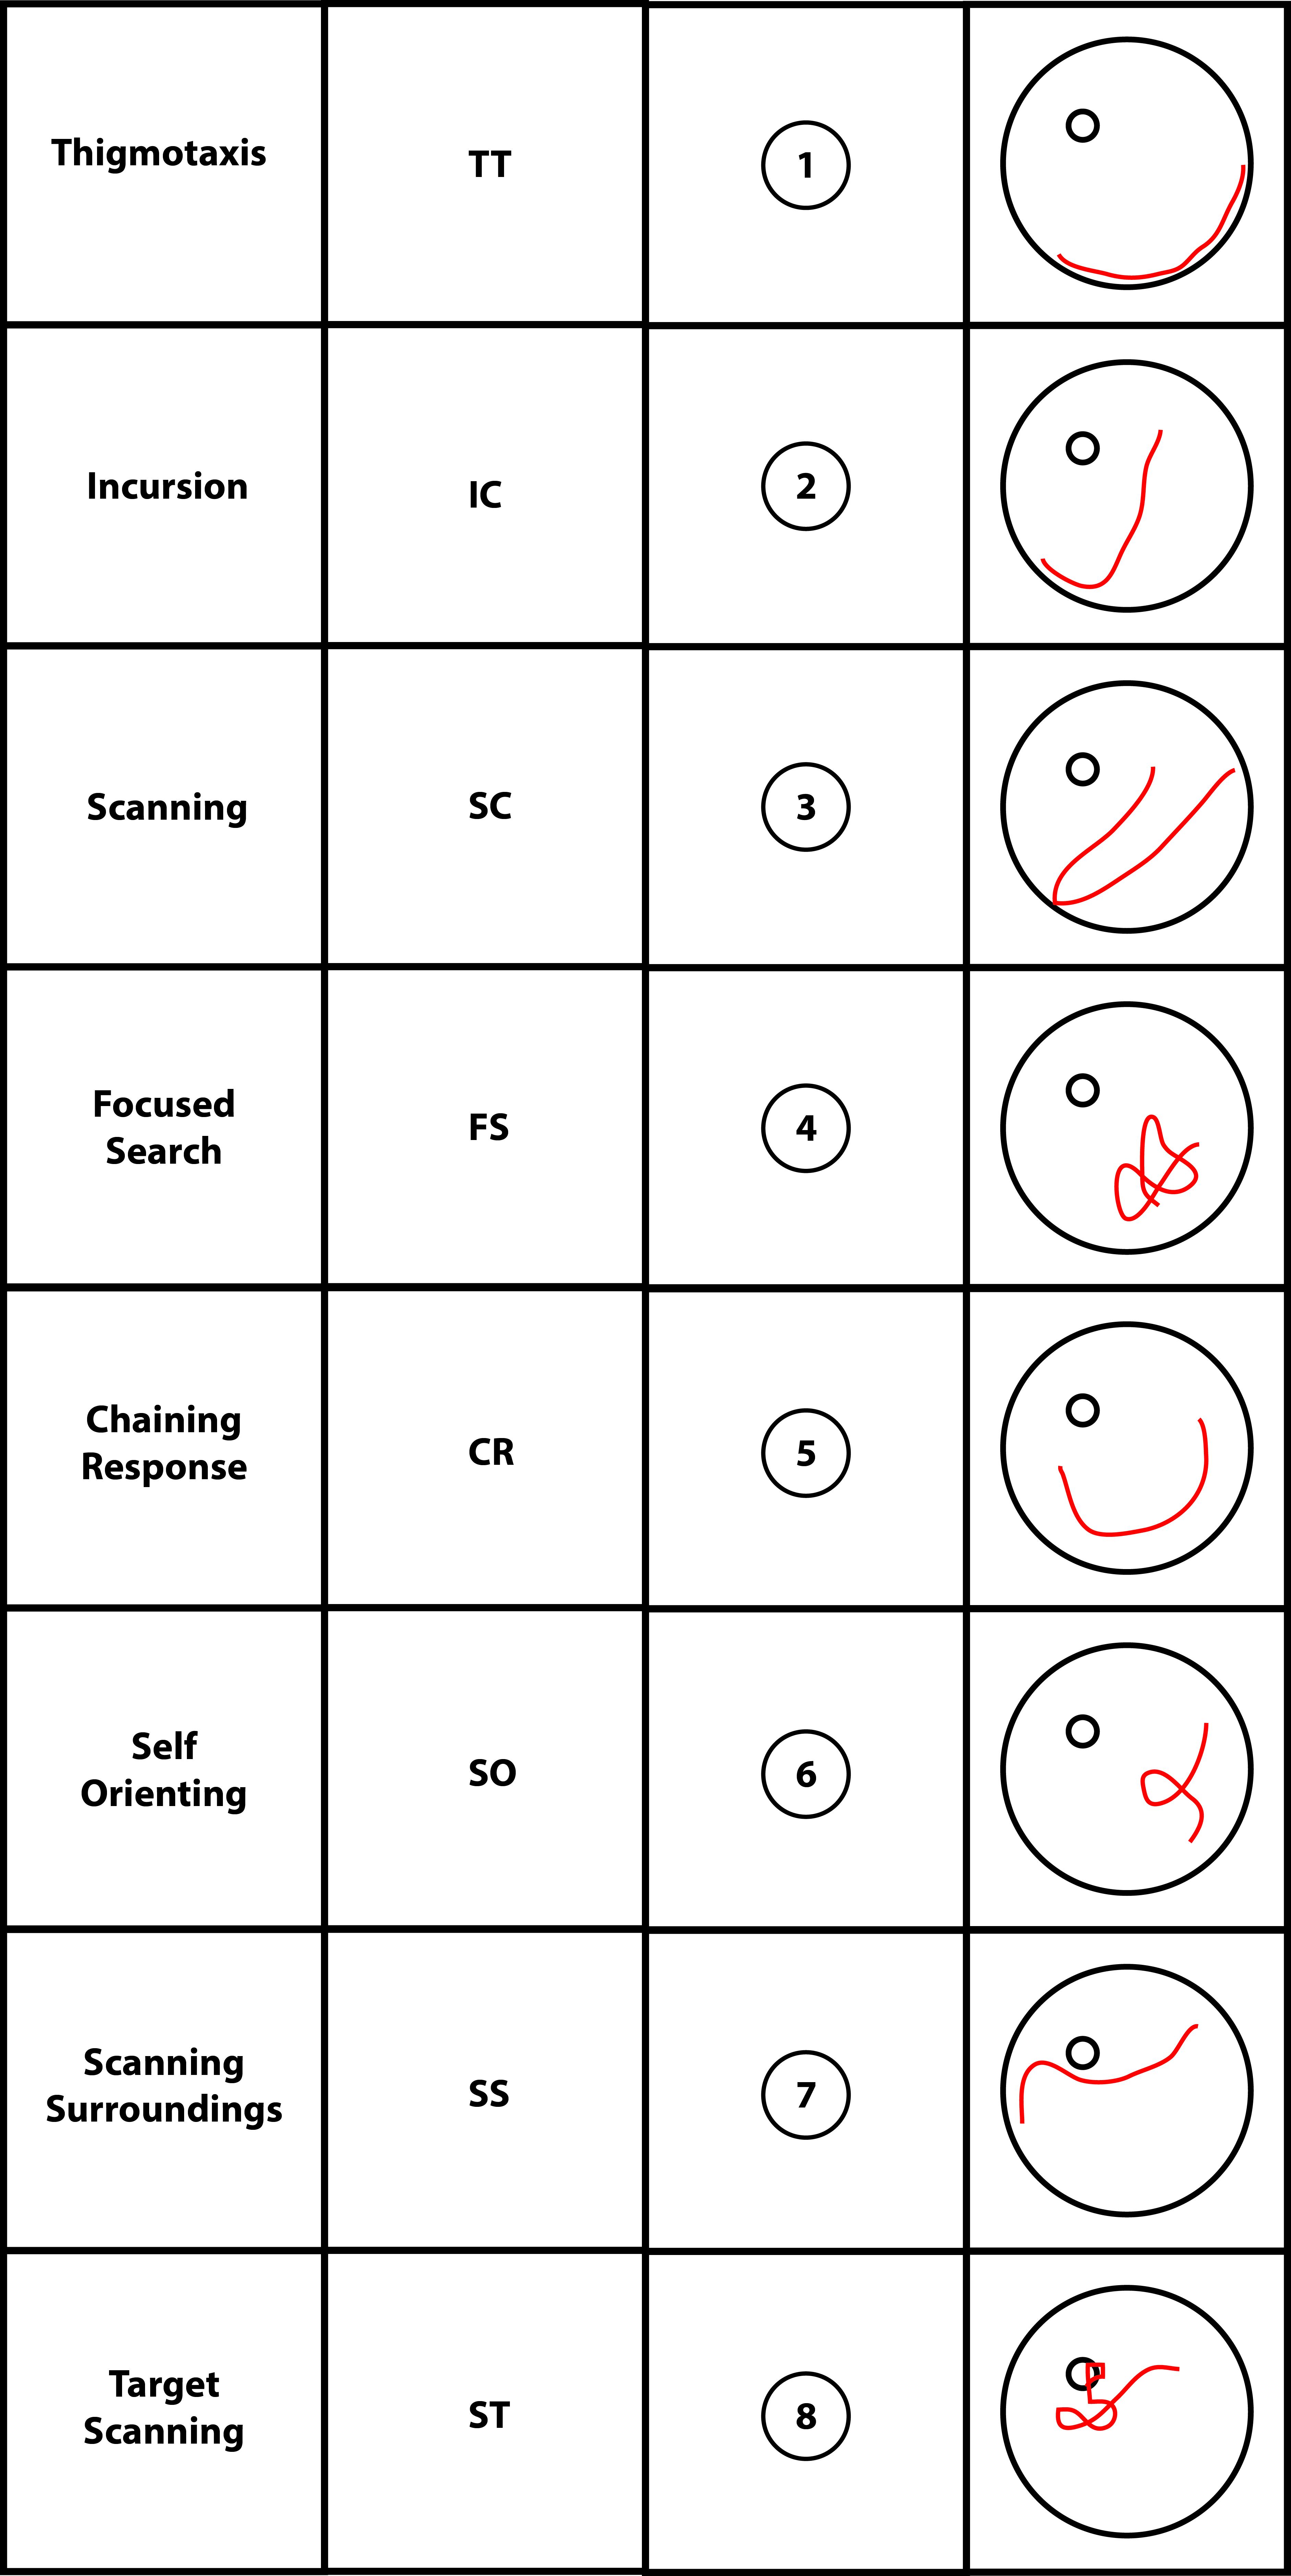 Thigmotaxis
TT
1
Incursion
IC
2
Scanning
SC
3
Focused
Search
FS
4
Chaining
Response
CR
5
Self
Orienting
SO
6
Scanning
Surroundings
SS
7
Target
Scanning
ST
8